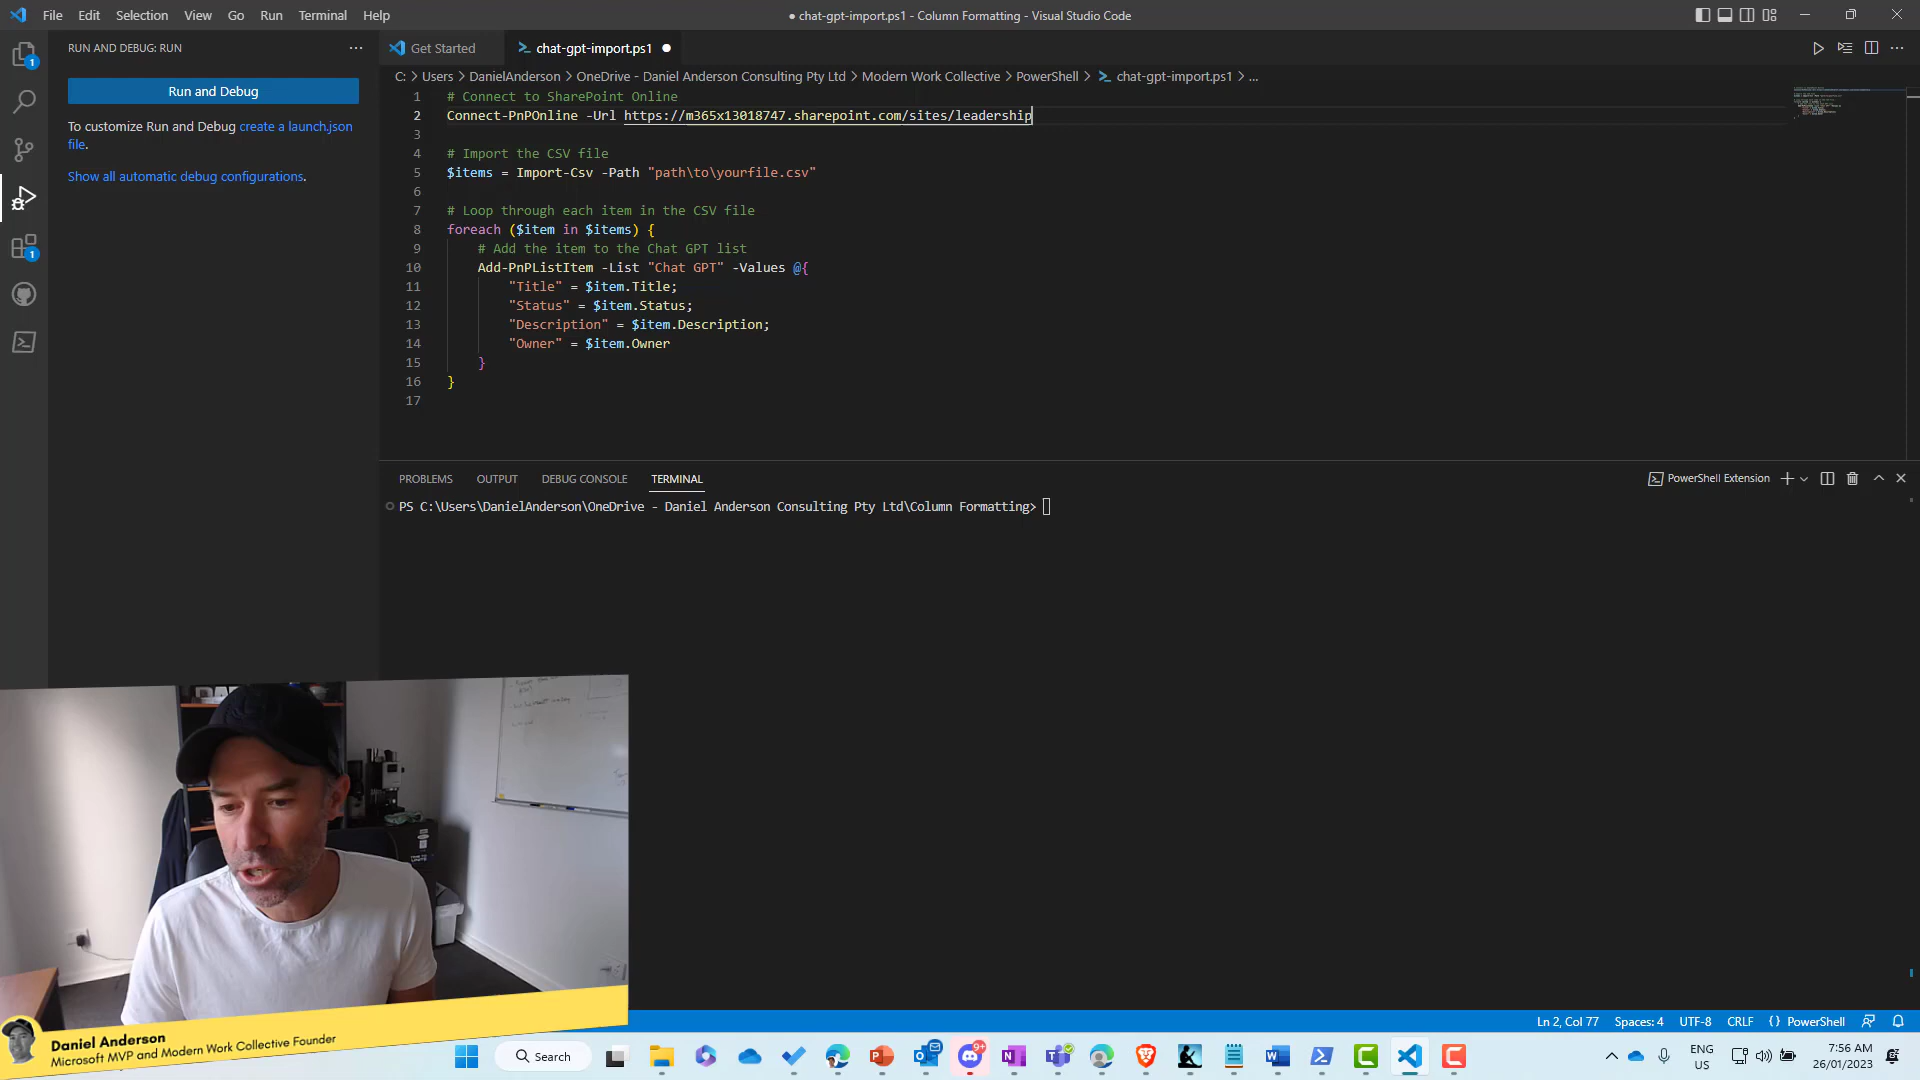 File Edit Selection View Go Run Terminal Help
● chat-gpt-import.ps1 - Column Formatting - Visual Studio Code
RUN AND DEBUG: RUN
Run and Debug
To customize Run and Debug create a launch.json
file.
Show all automatic debug configurations.
1
1
Get Started
chat-gpt-import.ps1
C: > Users > DanielAnderson > OneDrive - Daniel Anderson Consulting Pty Ltd > Modern Work Collective > PowerShell > chat-gpt-import.ps1 > ...
1 # Connect to SharePoint Online
2 Connect-PnPOnline -Url https://m365x13018747.sharepoint.com/sites/leadership
3
4 # Import the CSV file
5 $items = Import-Csv -Path "path\to\yourfile.csv"
6
7 # Loop through each item in the CSV file
8 foreach ($item in $items) {
9 # Add the item to the Chat GPT list
10 Add-PnPListItem -List "Chat GPT" -Values @{
11 "Title" = $item.Title;
12 "Status" = $item.Status;
13 "Description" = $item.Description;
14 "Owner" = $item.Owner
15 }
16 }
17
PROBLEMS OUTPUT DEBUG CONSOLE TERMINAL
PowerShell Extension
PS C:\Users\DanielAnderson\OneDrive - Daniel Anderson Consulting Pty Ltd\Column Formatting>
Daniel Anderson
Microsoft MVP and Modern Work Collective Founder
Ln 2, Col 77 Spaces: 4 UTF-8 CRLF {} PowerShell
Search
9+
ENG
US
7:56 AM
26/01/2023